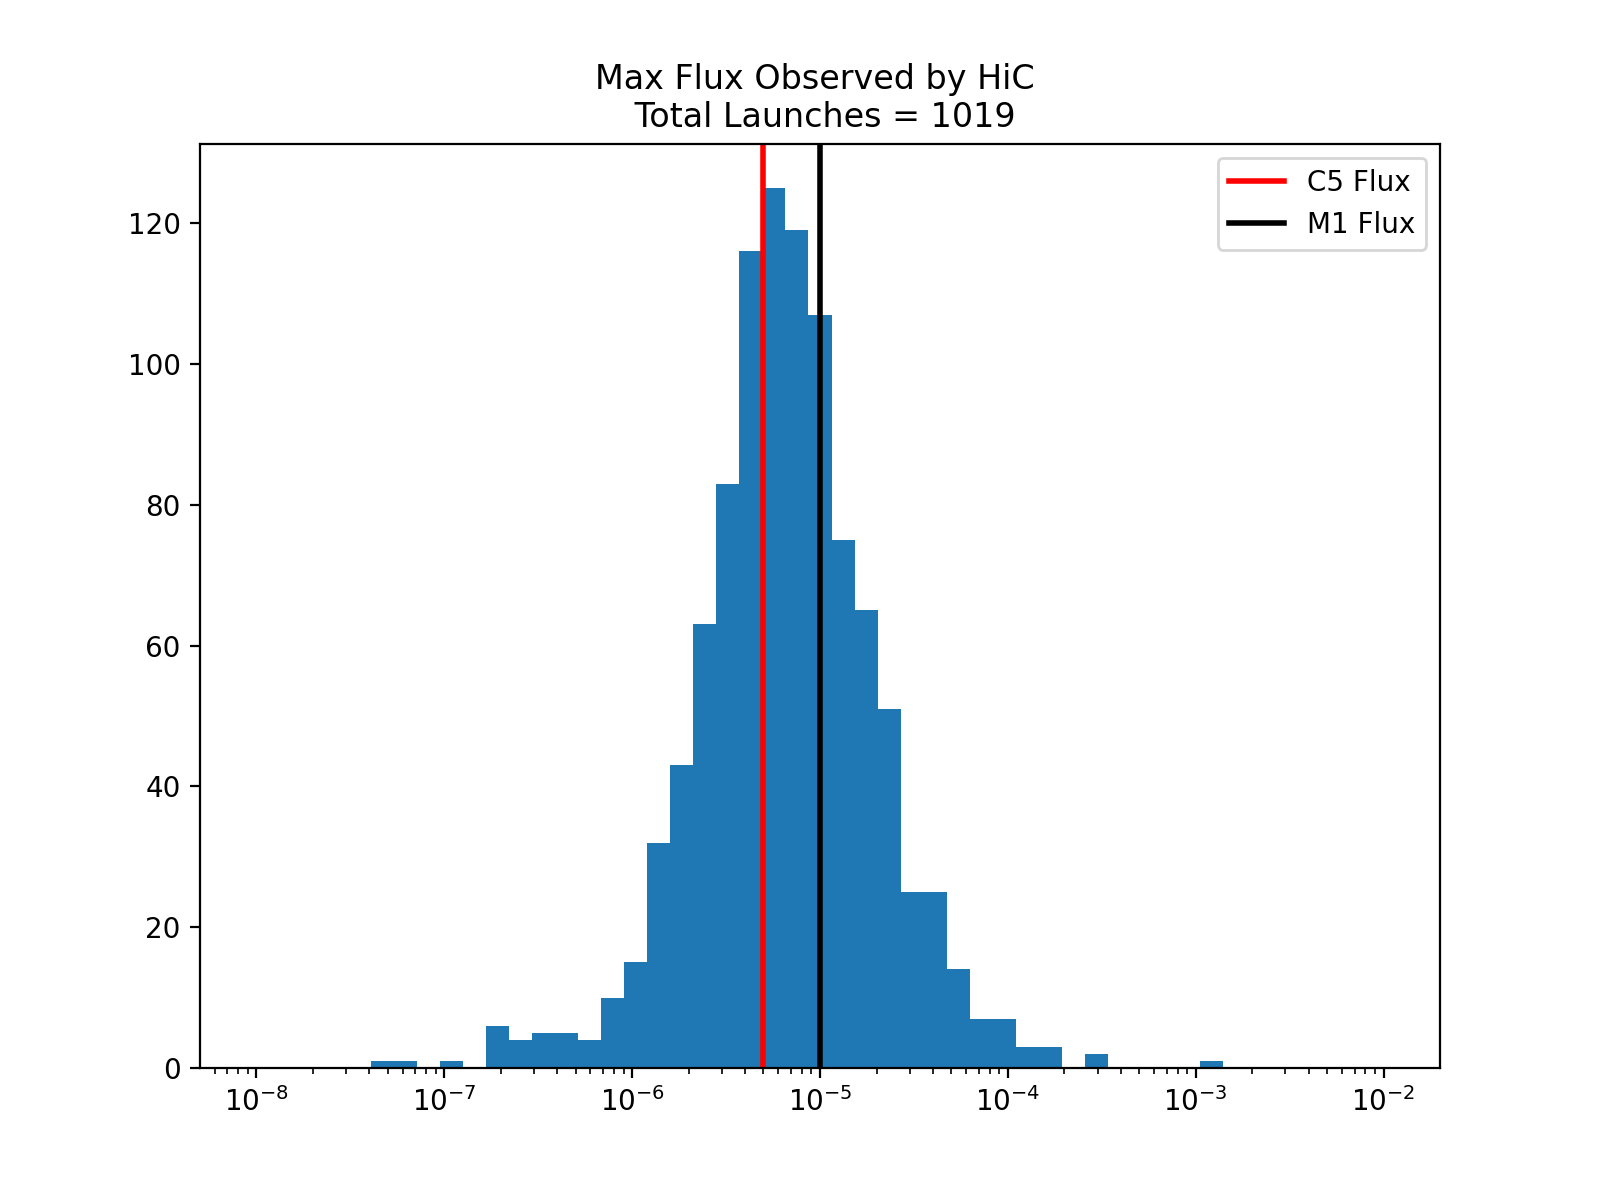 Max Flux Observed by HiC
Total Launches = 1019
C5 Flux
M1 Flux
120
100
80
60
40
20
0
10⁻⁸ 10⁻⁷ 10⁻⁶ 10⁻⁵ 10⁻⁴ 10⁻³ 10⁻²